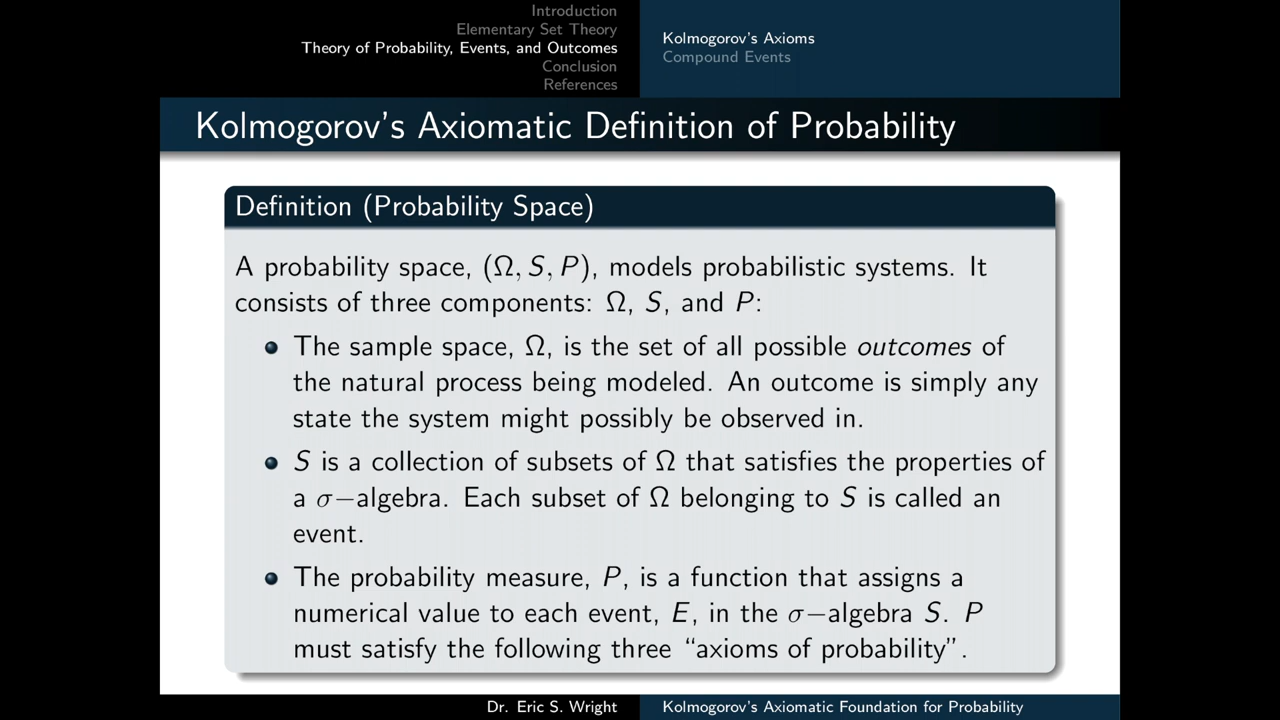 Introduction
Elementary Set Theory
Theory of Probability, Events, and Outcomes
Conclusion
References
Kolmogorov's Axioms
Compound Events
Kolmogorov's Axiomatic Definition of Probability
Definition (Probability Space)
A probability space, (Ω, S, P), models probabilistic systems. It
consists of three components: Ω, S, and P:
The sample space, Ω, is the set of all possible outcomes of
the natural process being modeled. An outcome is simply any
state the system might possibly be observed in.
S is a collection of subsets of Ω that satisfies the properties of
a σ−algebra. Each subset of Ω belonging to S is called an
event.
The probability measure, P, is a function that assigns a
numerical value to each event, E, in the σ−algebra S. P
must satisfy the following three “axioms of probability”.
Dr. Eric S. Wright
Kolmogorov's Axiomatic Foundation for Probability